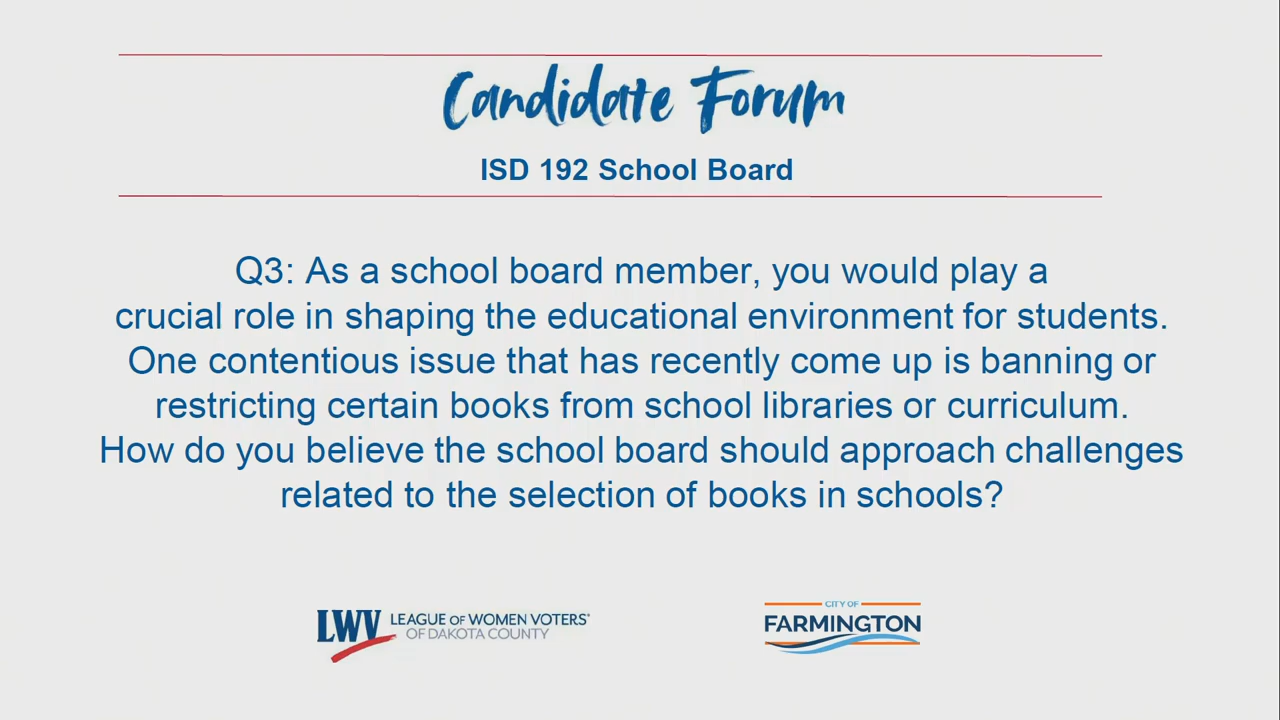 Candidate Forum
ISD 192 School Board
Q3: As a school board member, you would play a
crucial role in shaping the educational environment for students.
One contentious issue that has recently come up is banning or
restricting certain books from school libraries or curriculum.
How do you believe the school board should approach challenges
related to the selection of books in schools?
LWV LEAGUE OF WOMEN VOTERS®
OF DAKOTA COUNTY
CITY OF
FARMINGTON